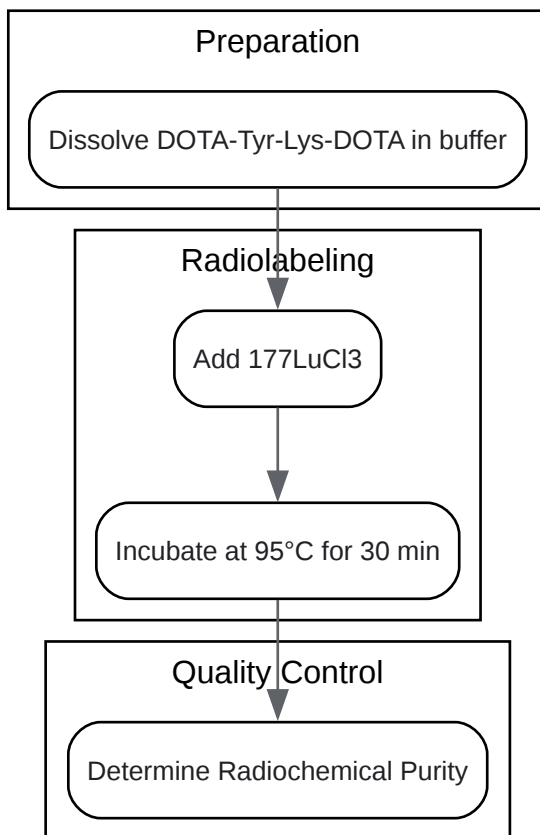 Preparation
Dissolve DOTA-Tyr-Lys-DOTA in buffer
Radiolabeling
Add 177LuCl3
Incubate at 95°C for 30 min
Quality Control
Determine Radiochemical Purity